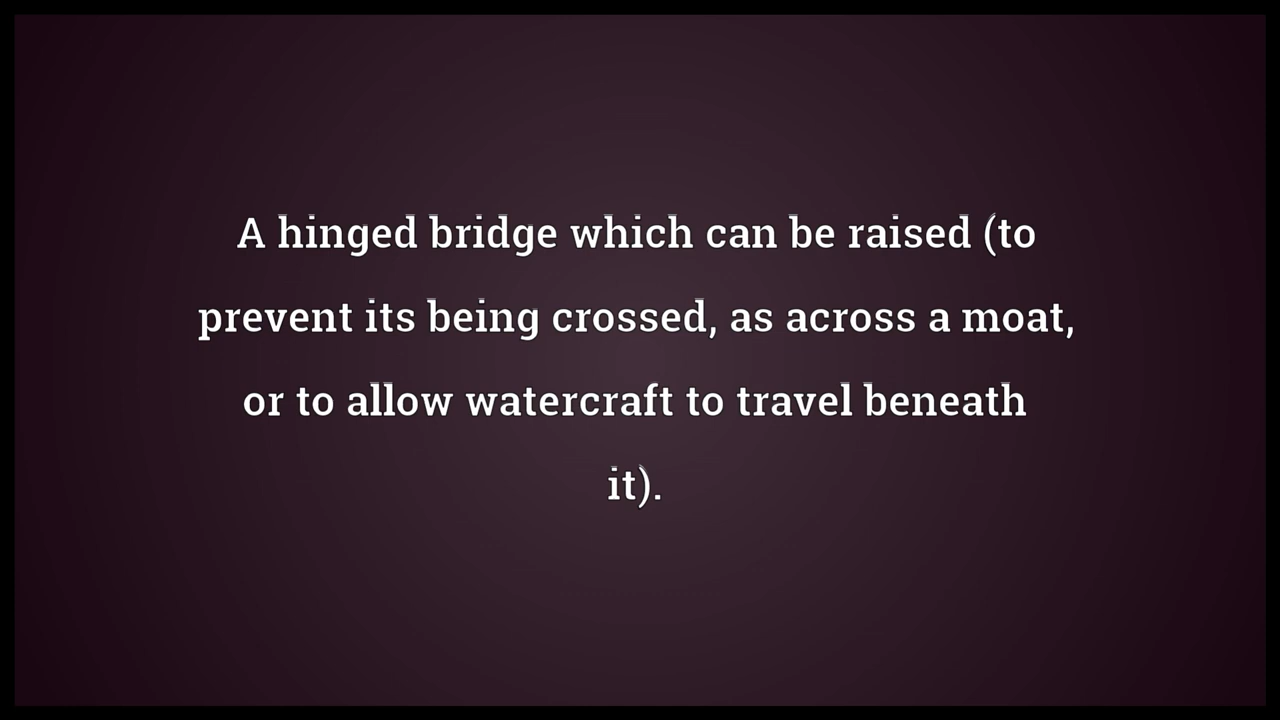 A hinged bridge which can be raised (to
prevent its being crossed, as across a moat,
or to allow watercraft to travel beneath
it).